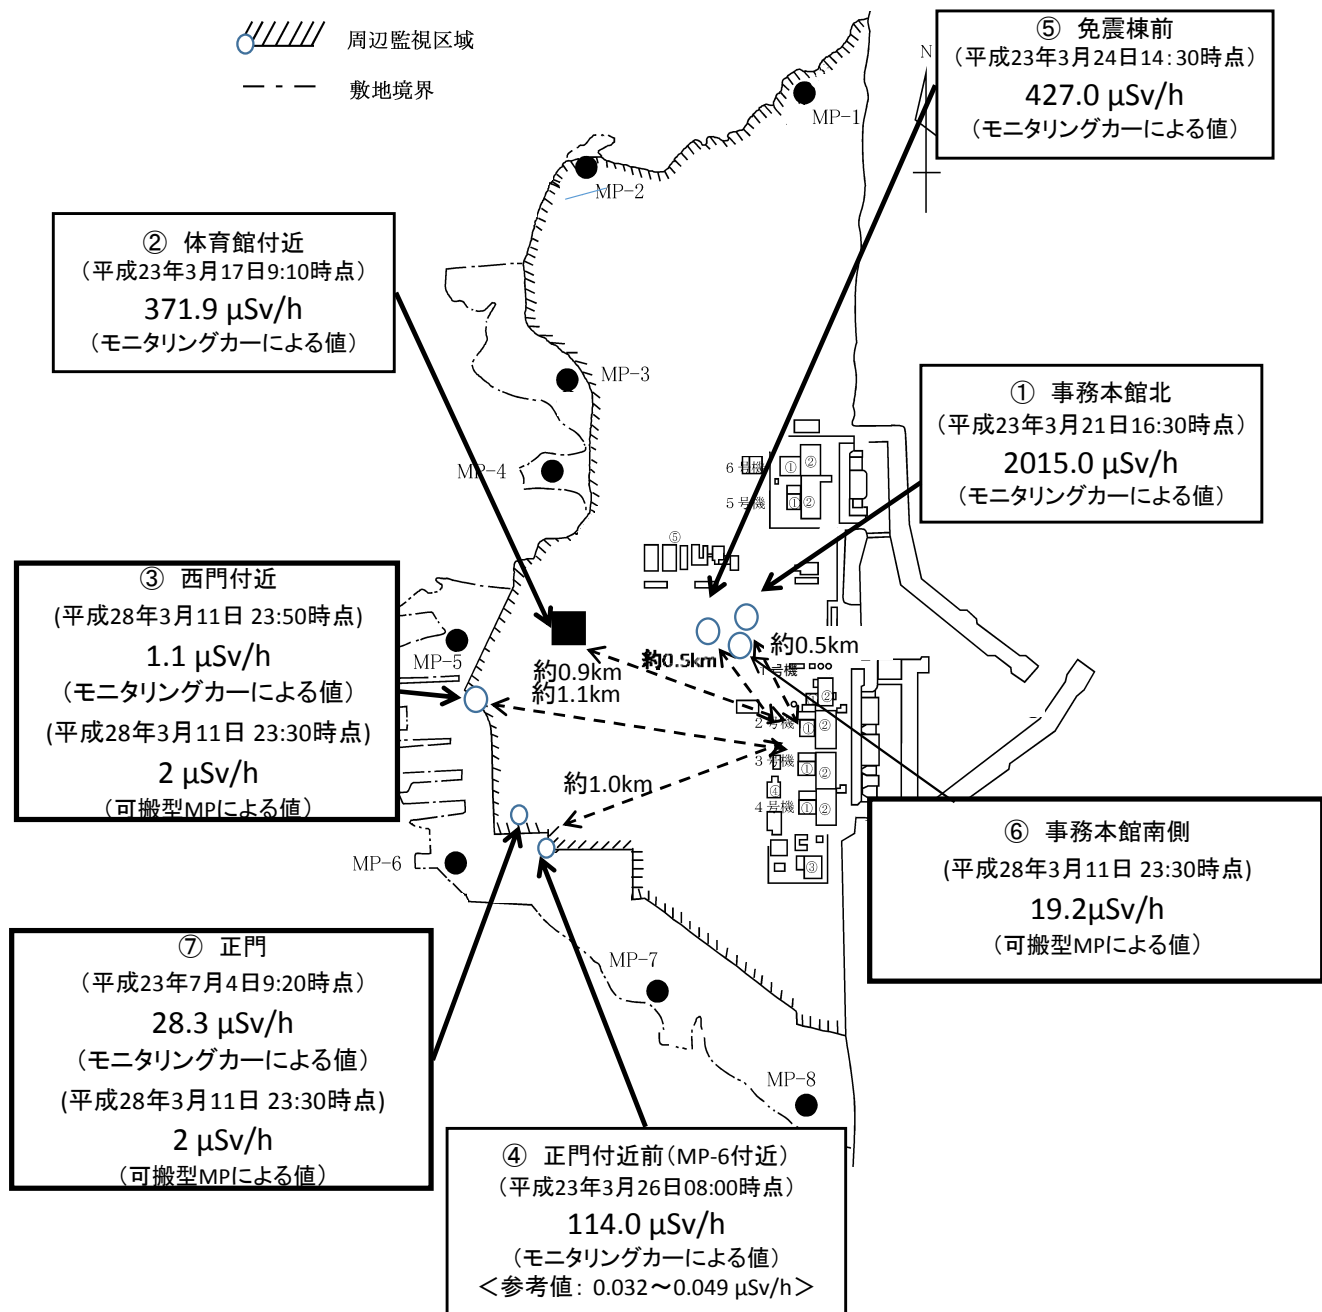 周辺監視区域
敷地境界
⑤ 免震棟前
(平成23年3月24日14:30時点)
427.0 μSv/h
(モニタリングカーによる値)
N
MP-1
MP-2
② 体育館付近
(平成23年3月17日9:10時点)
371.9 μSv/h
(モニタリングカーによる値)
MP-3
① 事務本館北
(平成23年3月21日16:30時点)
2015.0 μSv/h
(モニタリングカーによる値)
MP-4
6号機
①
②
5号機
①
②
⑤
③ 西門付近
(平成28年3月11日 23:50時点)
1.1 μSv/h
(モニタリングカーによる値)
(平成28年3月11日 23:30時点)
2 μSv/h
(可搬型MPによる値)
MP-5
約0.9km
約1.1km
約0.5km
約0.5km
1号機
②
2号機
①
②
3号機
①
②
④
4号機
①
②
③
約1.0km
MP-6
⑥ 事務本館南側
(平成28年3月11日 23:30時点)
19.2μSv/h
(可搬型MPによる値)
⑦ 正門
(平成23年7月4日9:20時点)
28.3 μSv/h
(モニタリングカーによる値)
(平成28年3月11日 23:30時点)
2 μSv/h
(可搬型MPによる値)
MP-7
MP-8
④ 正門付近前(MP-6付近)
(平成23年3月26日08:00時点)
114.0 μSv/h
(モニタリングカーによる値)
＜参考値: 0.032～0.049 μSv/h＞